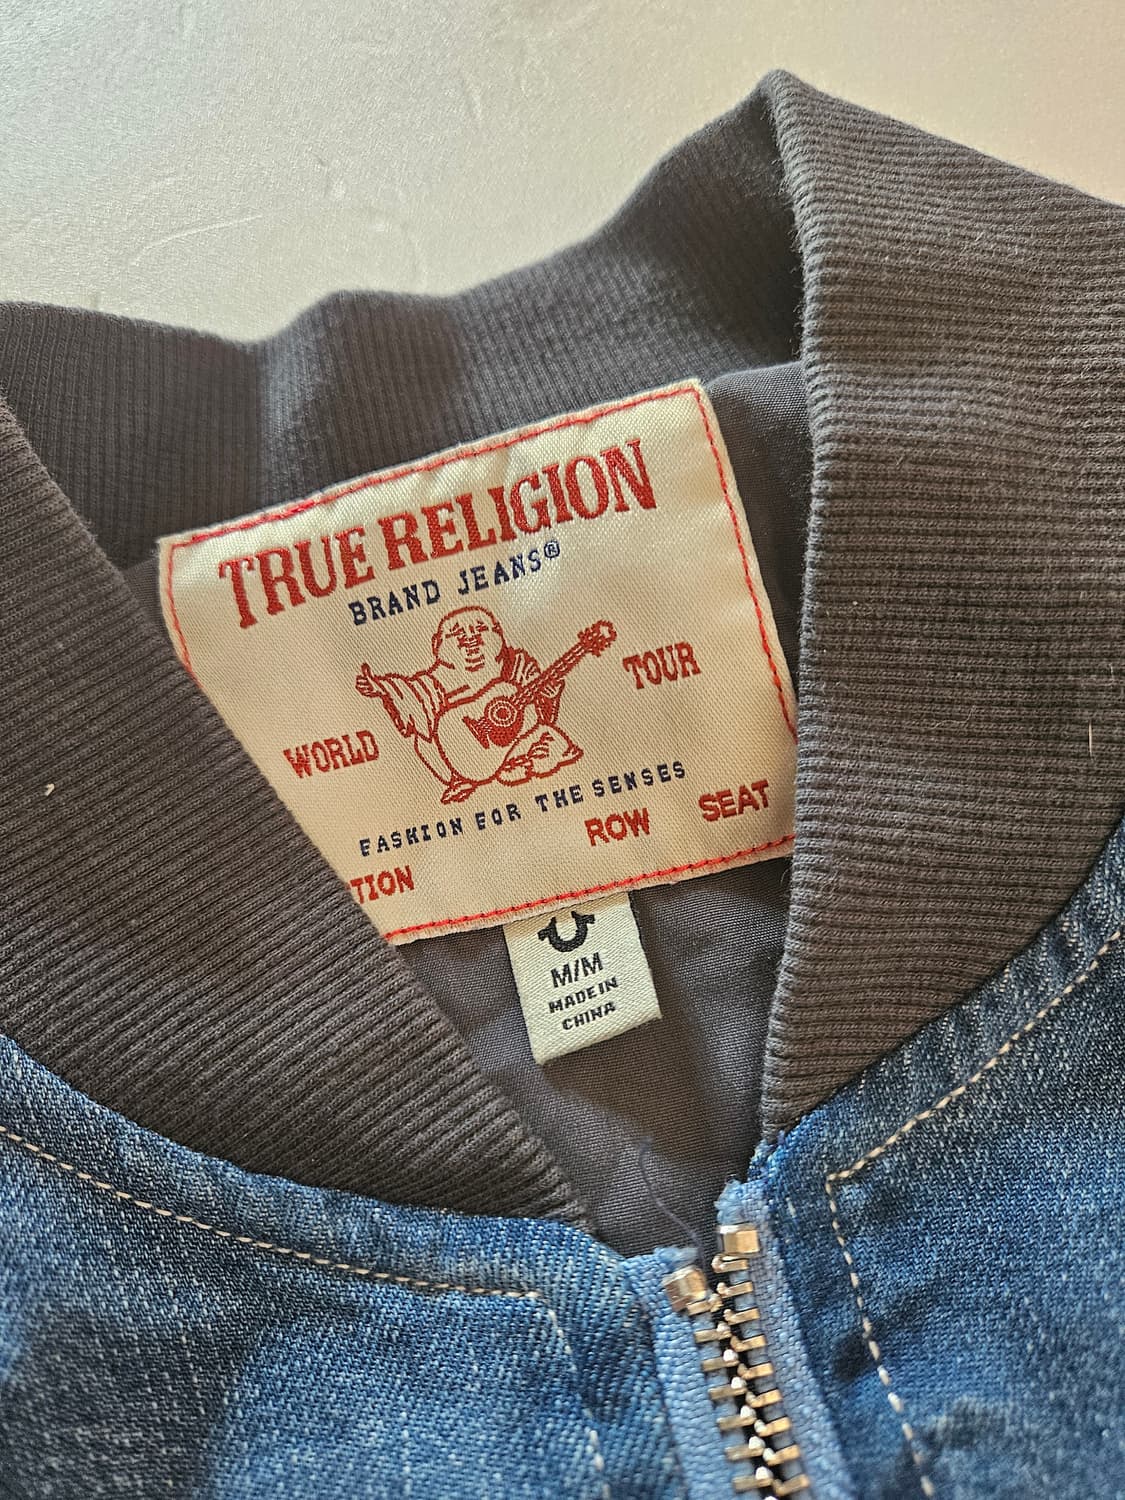 TRUE RELIGION
BRAND JEANS®
WORLD TOUR
FASHION FOR THE SENSES
TION ROW SEAT
M/M
MADE IN
CHINA